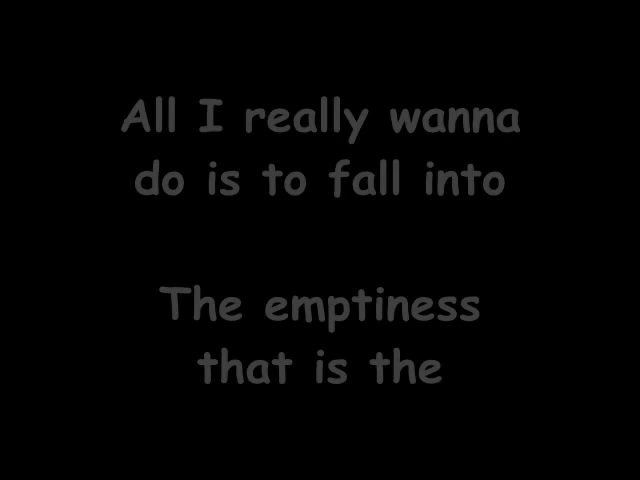 All I really wanna
do is to fall into
The emptiness
that is the